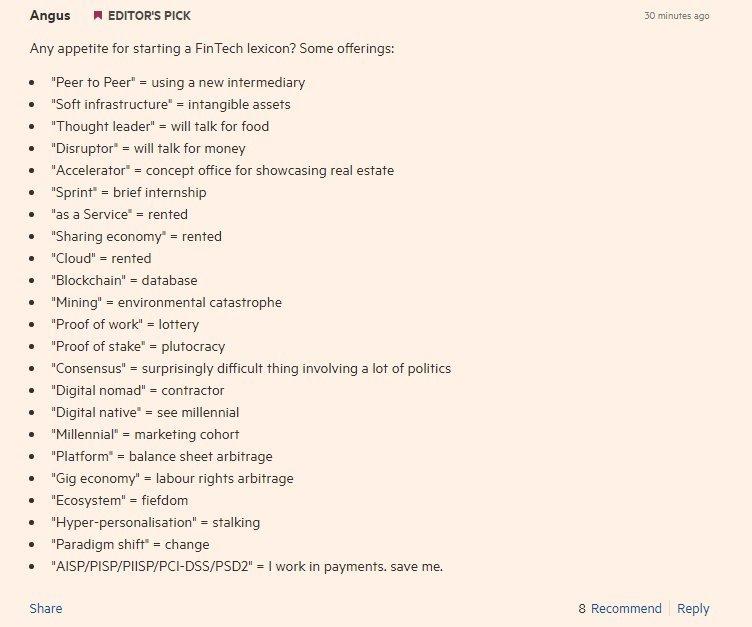 Angus EDITOR'S PICK 30 minutes ago
Any appetite for starting a FinTech lexicon? Some offerings:
• "Peer to Peer" = using a new intermediary
• "Soft infrastructure" = intangible assets
• "Thought leader" = will talk for food
• "Disruptor" = will talk for money
• "Accelerator" = concept office for showcasing real estate
• "Sprint" = brief internship
• "as a Service" = rented
• "Sharing economy" = rented
• "Cloud" = rented
• "Blockchain" = database
• "Mining" = environmental catastrophe
• "Proof of work" = lottery
• "Proof of stake" = plutocracy
• "Consensus" = surprisingly difficult thing involving a lot of politics
• "Digital nomad" = contractor
• "Digital native" = see millennial
• "Millennial" = marketing cohort
• "Platform" = balance sheet arbitrage
• "Gig economy" = labour rights arbitrage
• "Ecosystem" = fiefdom
• "Hyper-personalisation" = stalking
• "Paradigm shift" = change
• "AISP/PISP/PIISP/PCI-DSS/PSD2" = I work in payments. save me.
Share 8 Recommend Reply